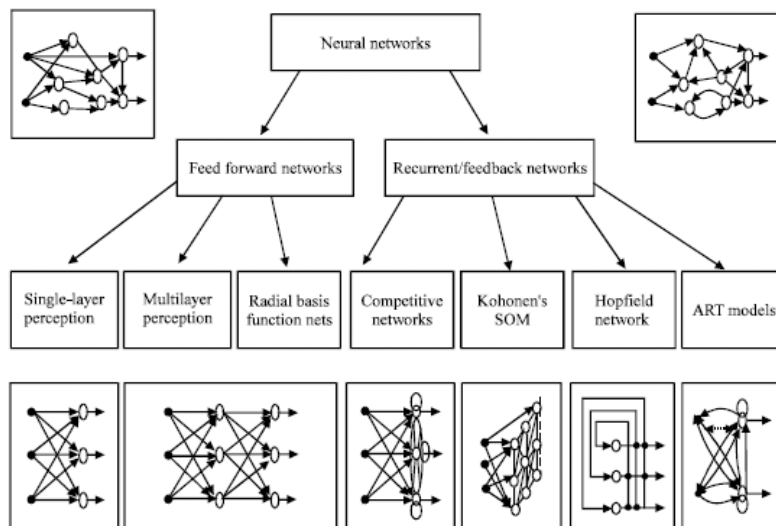 Neural networks
Feed forward networks
Recurrent/feedback networks
Single-layer
perception
Multilayer
perception
Radial basis
function nets
Competitive
networks
Kohonen's
SOM
Hopfield
network
ART models